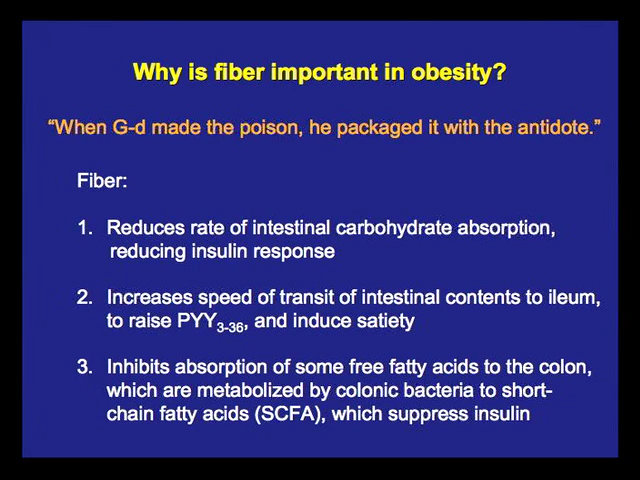 Why is fiber important in obesity?
“When G-d made the poison, he packaged it with the antidote.”
Fiber:
1. Reduces rate of intestinal carbohydrate absorption,
reducing insulin response
2. Increases speed of transit of intestinal contents to ileum,
to raise PYY3-36, and induce satiety
3. Inhibits absorption of some free fatty acids to the colon,
which are metabolized by colonic bacteria to short-
chain fatty acids (SCFA), which suppress insulin